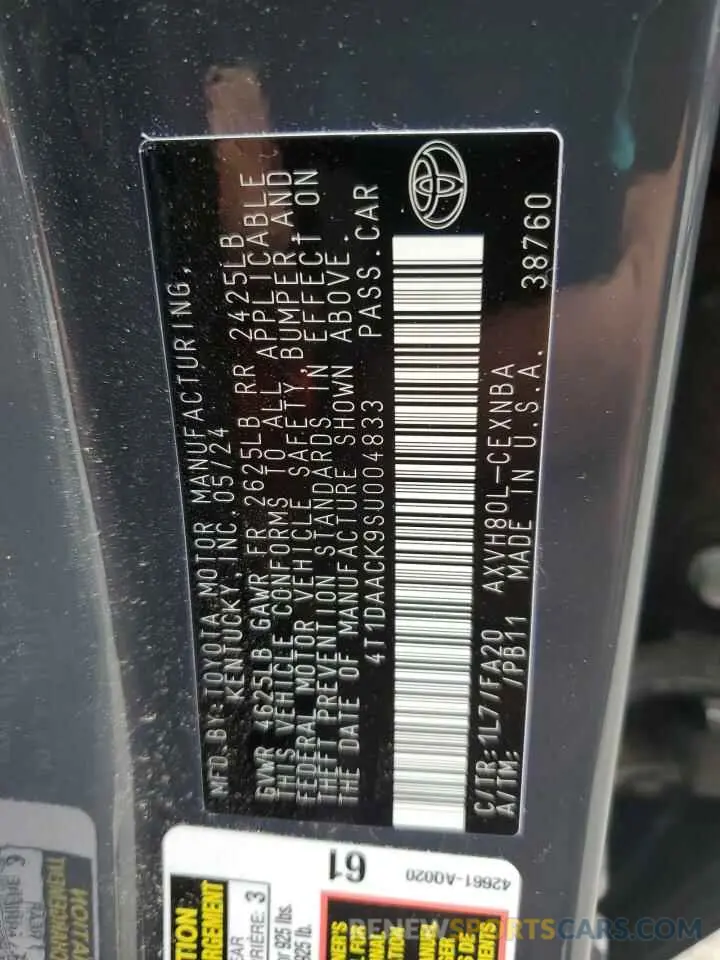 MFD.BY:TOYOTA MOTOR MANUFACTURING,
KENTUCKY, INC. 05/24
GVWR 4625LB GAWR FR 2625LB RR 2425LB
THIS VEHICLE CONFORMS TO ALL APPLICABLE
FEDERAL MOTOR VEHICLE SAFETY, BUMPER AND
THEFT PREVENTION STANDARDS IN EFFECT ON
THE DATE OF MANUFACTURE SHOWN ABOVE.
4T1DAACK9SU004833 PASS.CAR
C/TR:1L7/FA20 AXVH80L-CEXNBA 38760
A/TM: /PB11 MADE IN U.S.A.
61
42661-AQ020
RENEWSPORTSCARS.COM